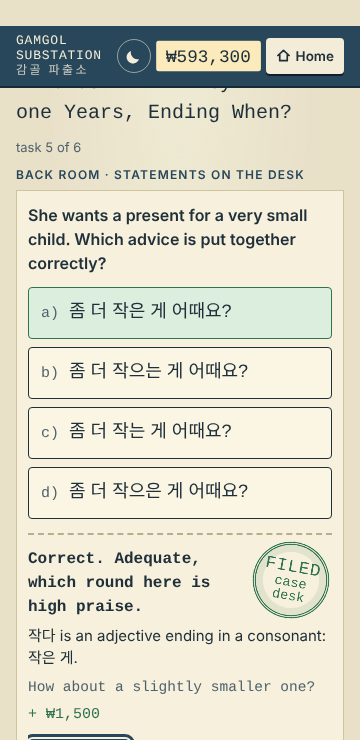 GAMGOL
SUBSTATION
감골 파출소
₩593,300
Home
one Years, Ending When?
task 5 of 6
BACK ROOM · STATEMENTS ON THE DESK
She wants a present for a very small
child. Which advice is put together
correctly?
a) 좀 더 작은 게 어때요?
b) 좀 더 작으는 게 어때요?
c) 좀 더 작는 게 어때요?
d) 좀 더 작으은 게 어때요?
Correct. Adequate,
which round here is
high praise.
FILED
case
desk
작다 is an adjective ending in a consonant:
작은 게.
How about a slightly smaller one?
+ ₩1,500